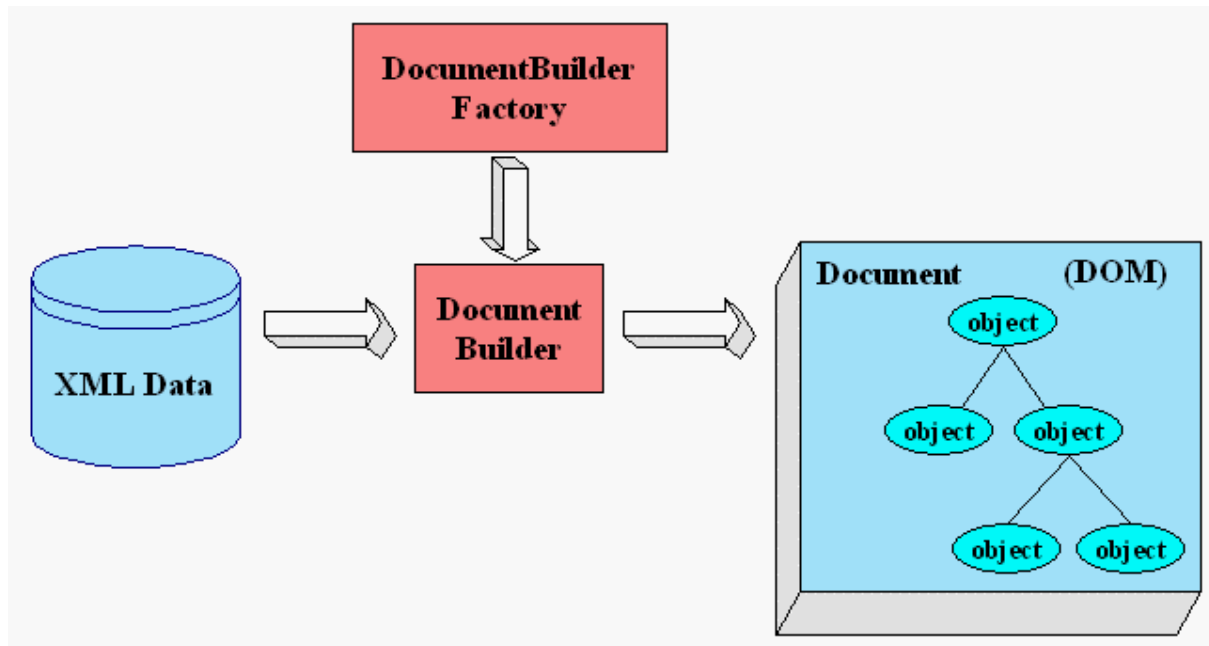 DocumentBuilder
Factory
XML Data
Document
Builder
Document (DOM)
object
object
object
object
object